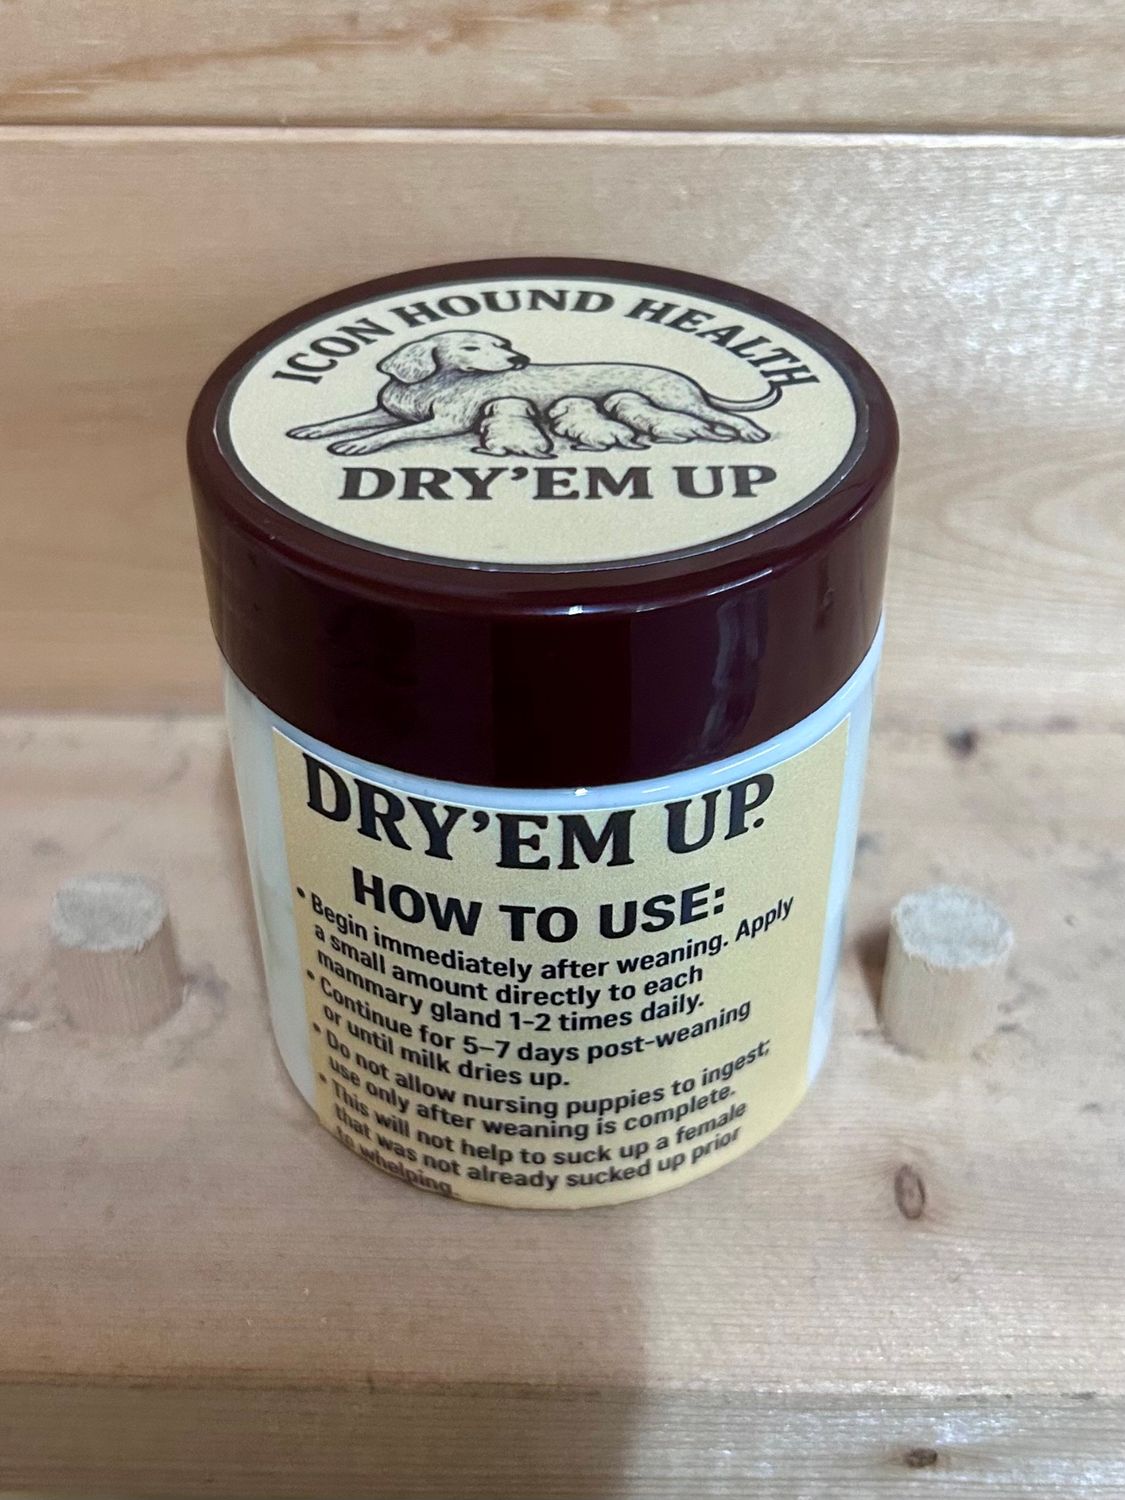 ICON HOUND HEALTH
DRY'EM UP
DRY'EM UP.
HOW TO USE:
• Begin immediately after weaning. Apply
a small amount directly to each
mammary gland 1-2 times daily.
• Continue for 5–7 days post-weaning
or until milk dries up.
• Do not allow nursing puppies to ingest;
use only after weaning is complete.
• This will not help to suck up a female
that was not already sucked up prior
to whelping.